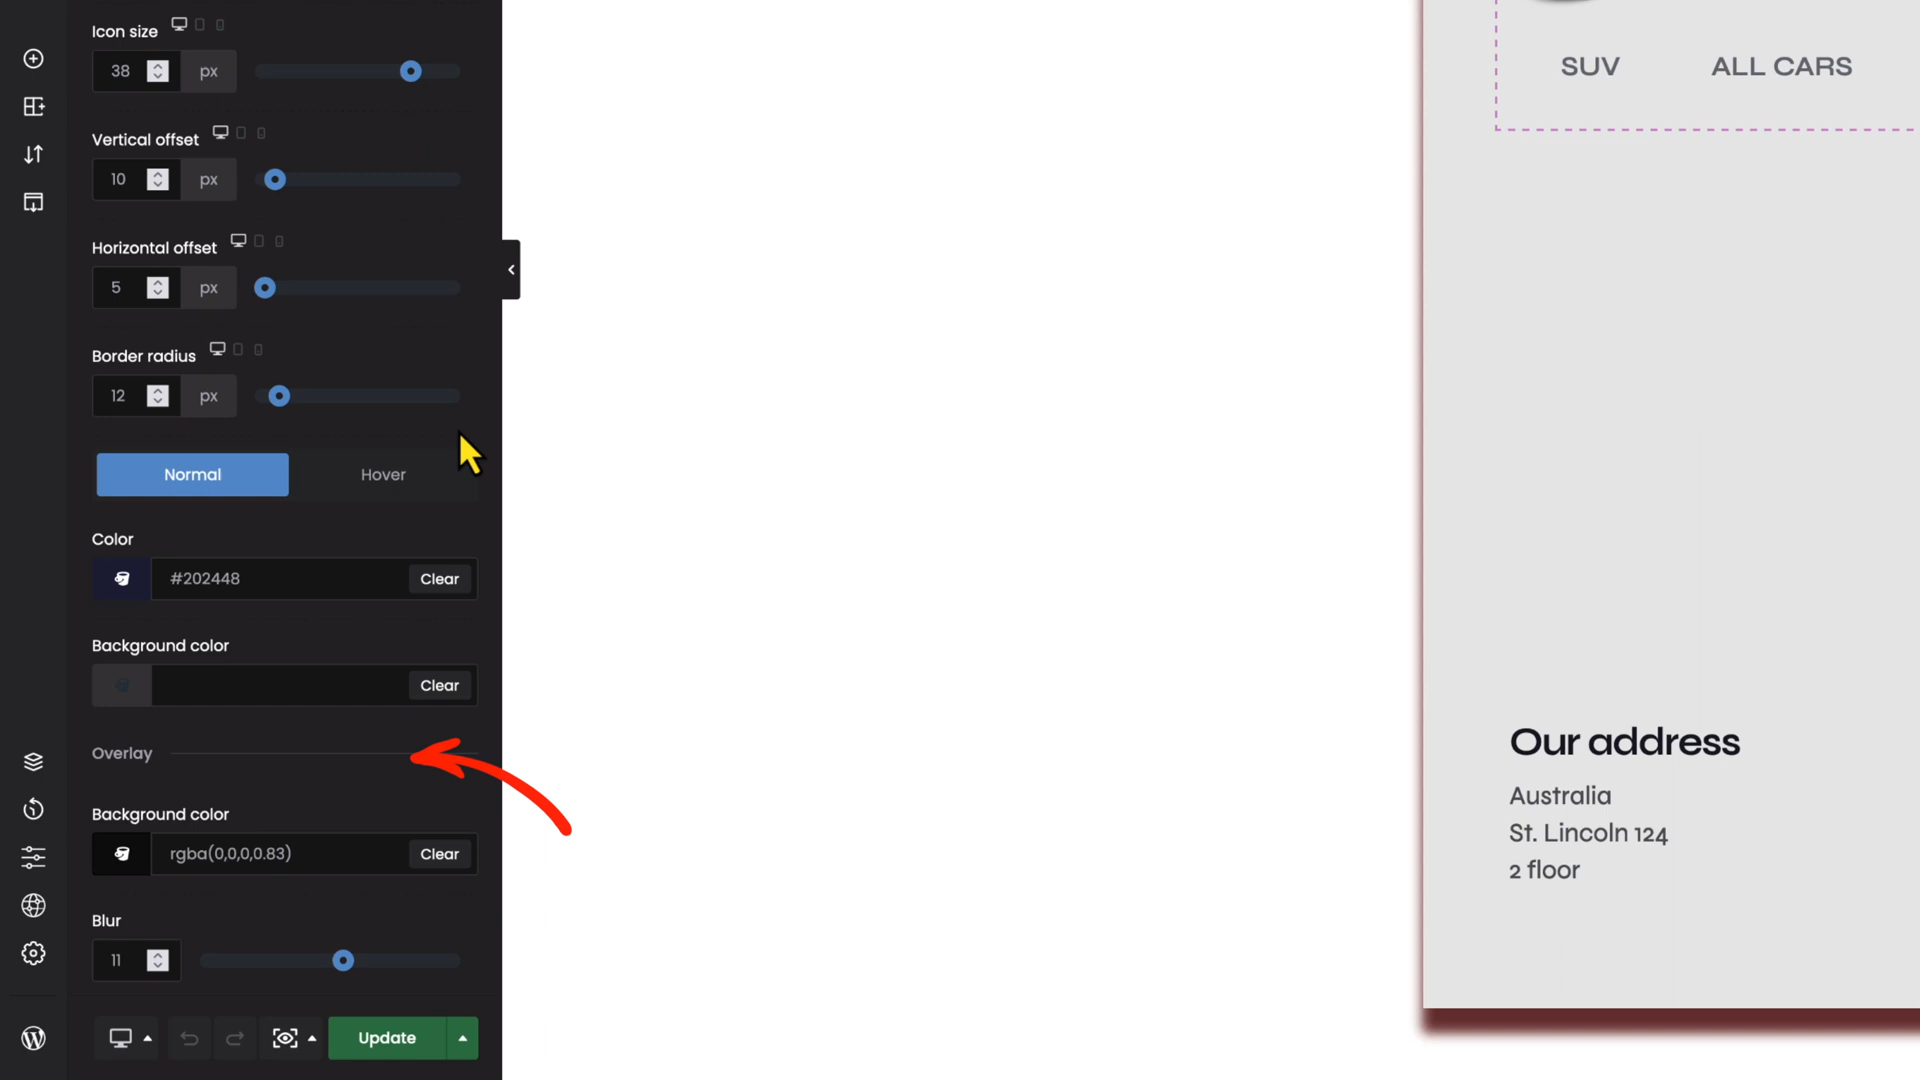 Icon size
38 px
Vertical offset
10 px
Horizontal offset
5 px
Border radius
12 px
Normal Hover
Color
#202448 Clear
Background color
Clear
Overlay
Background color
rgba(0,0,0,0.83) Clear
Blur
11
Update
SUV ALL CARS
Our address
Australia
St. Lincoln 124
2 floor